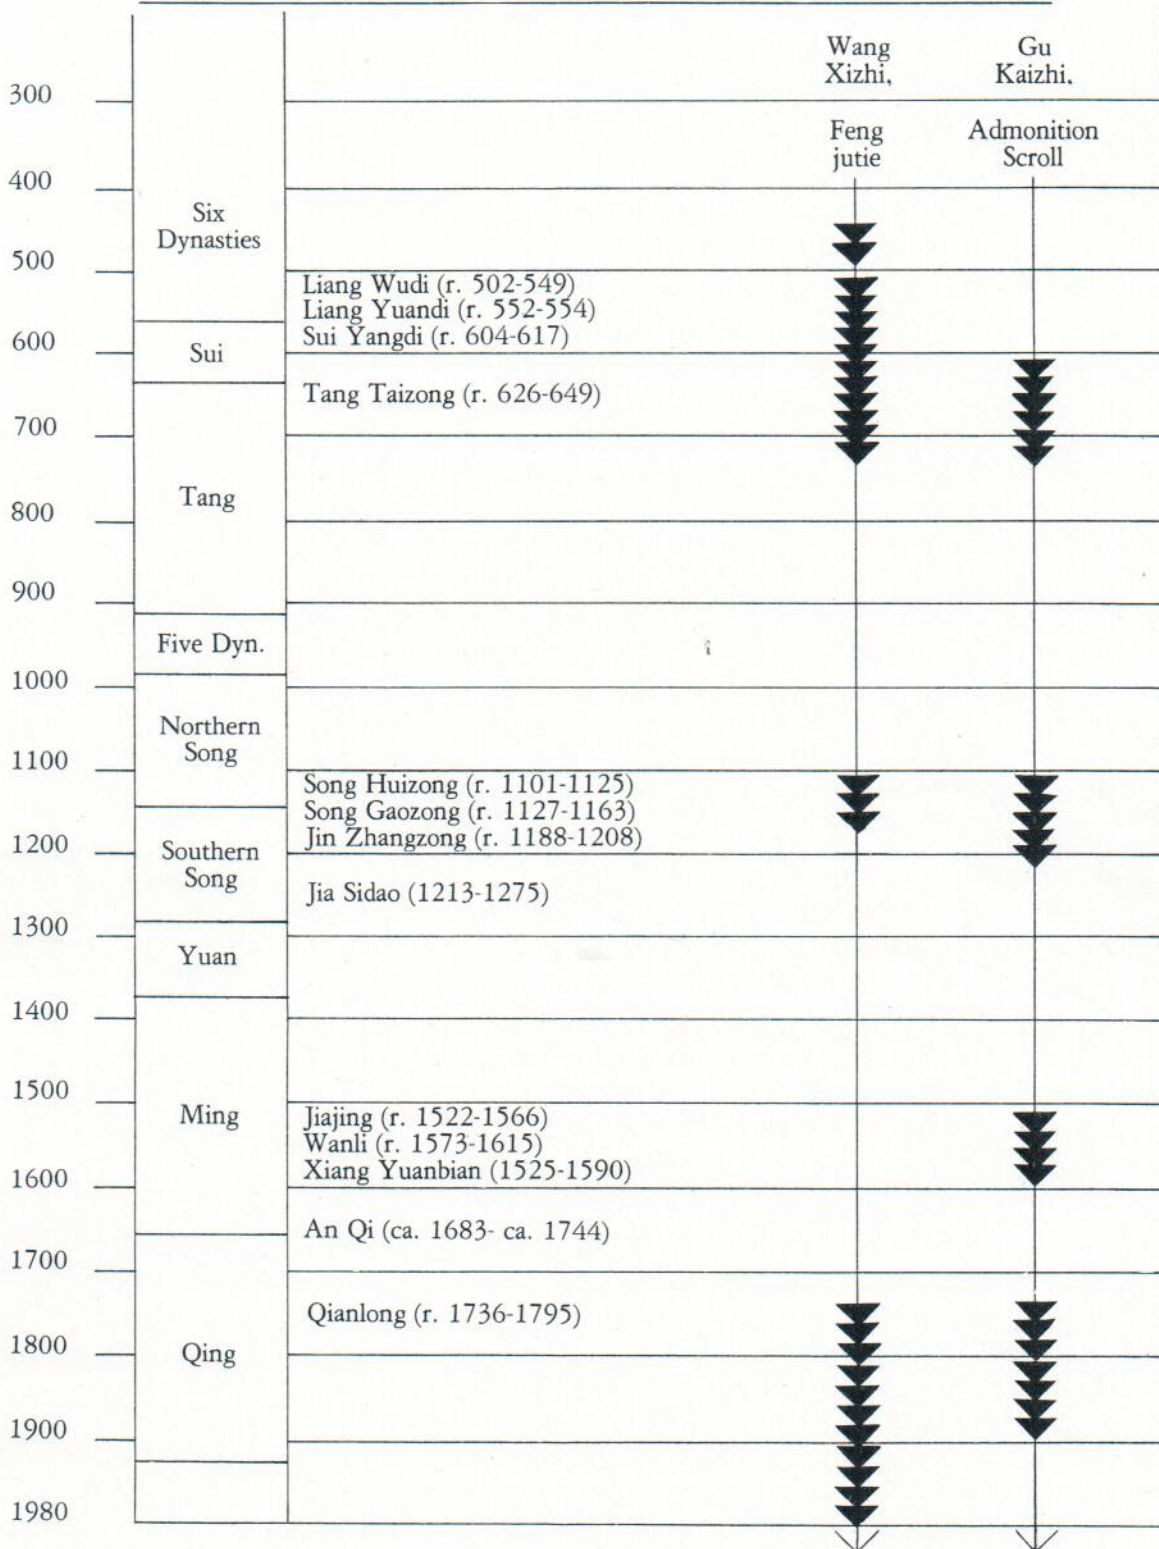 Wang
Xizhi,
Gu
Kaizhi,
300
Feng
jutie
Admonition
Scroll
400
Six
Dynasties
500
Liang Wudi (r. 502-549)
Liang Yuandi (r. 552-554)
Sui Yangdi (r. 604-617)
600
Sui
Tang Taizong (r. 626-649)
700
Tang
800
900
Five Dyn.
1000
Northern
Song
1100
Song Huizong (r. 1101-1125)
Song Gaozong (r. 1127-1163)
Jin Zhangzong (r. 1188-1208)
1200
Southern
Song
Jia Sidao (1213-1275)
1300
Yuan
1400
1500
Ming
Jiajing (r. 1522-1566)
Wanli (r. 1573-1615)
Xiang Yuanbian (1525-1590)
1600
An Qi (ca. 1683- ca. 1744)
1700
Qianlong (r. 1736-1795)
1800
Qing
1900
1980